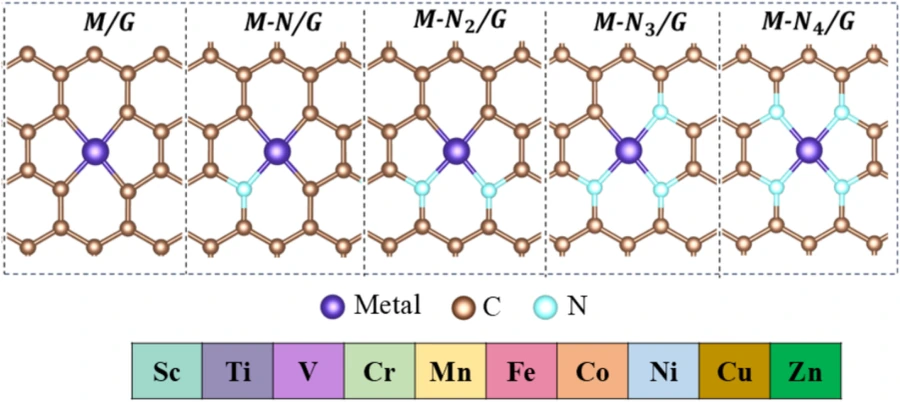 M/G M-N/G M-N₂/G M-N₃/G M-N₄/G
Metal C N
Sc Ti V Cr Mn Fe Co Ni Cu Zn